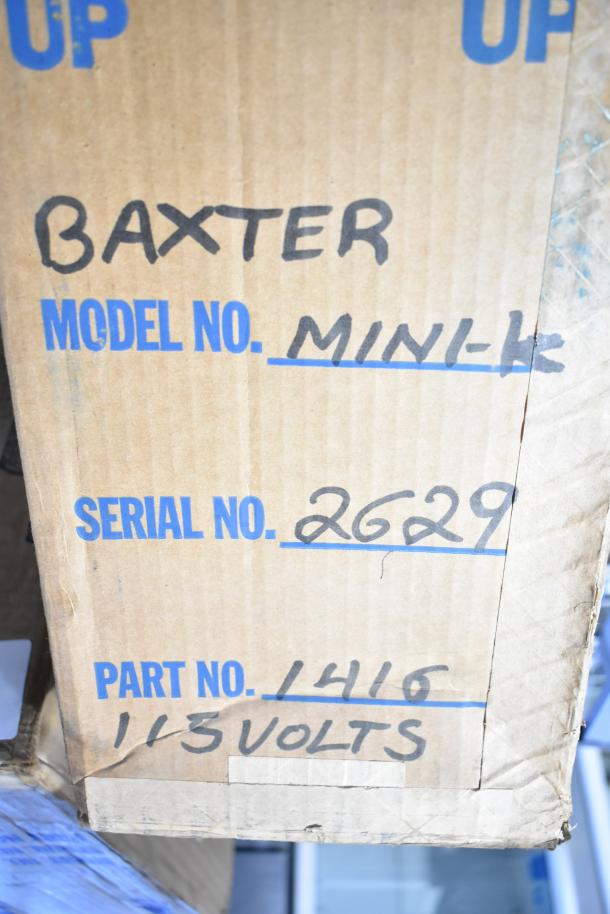 UP UP
BAXTER
MODEL NO. MINI-K
SERIAL NO. 2629
PART NO. 1416
115 VOLTS